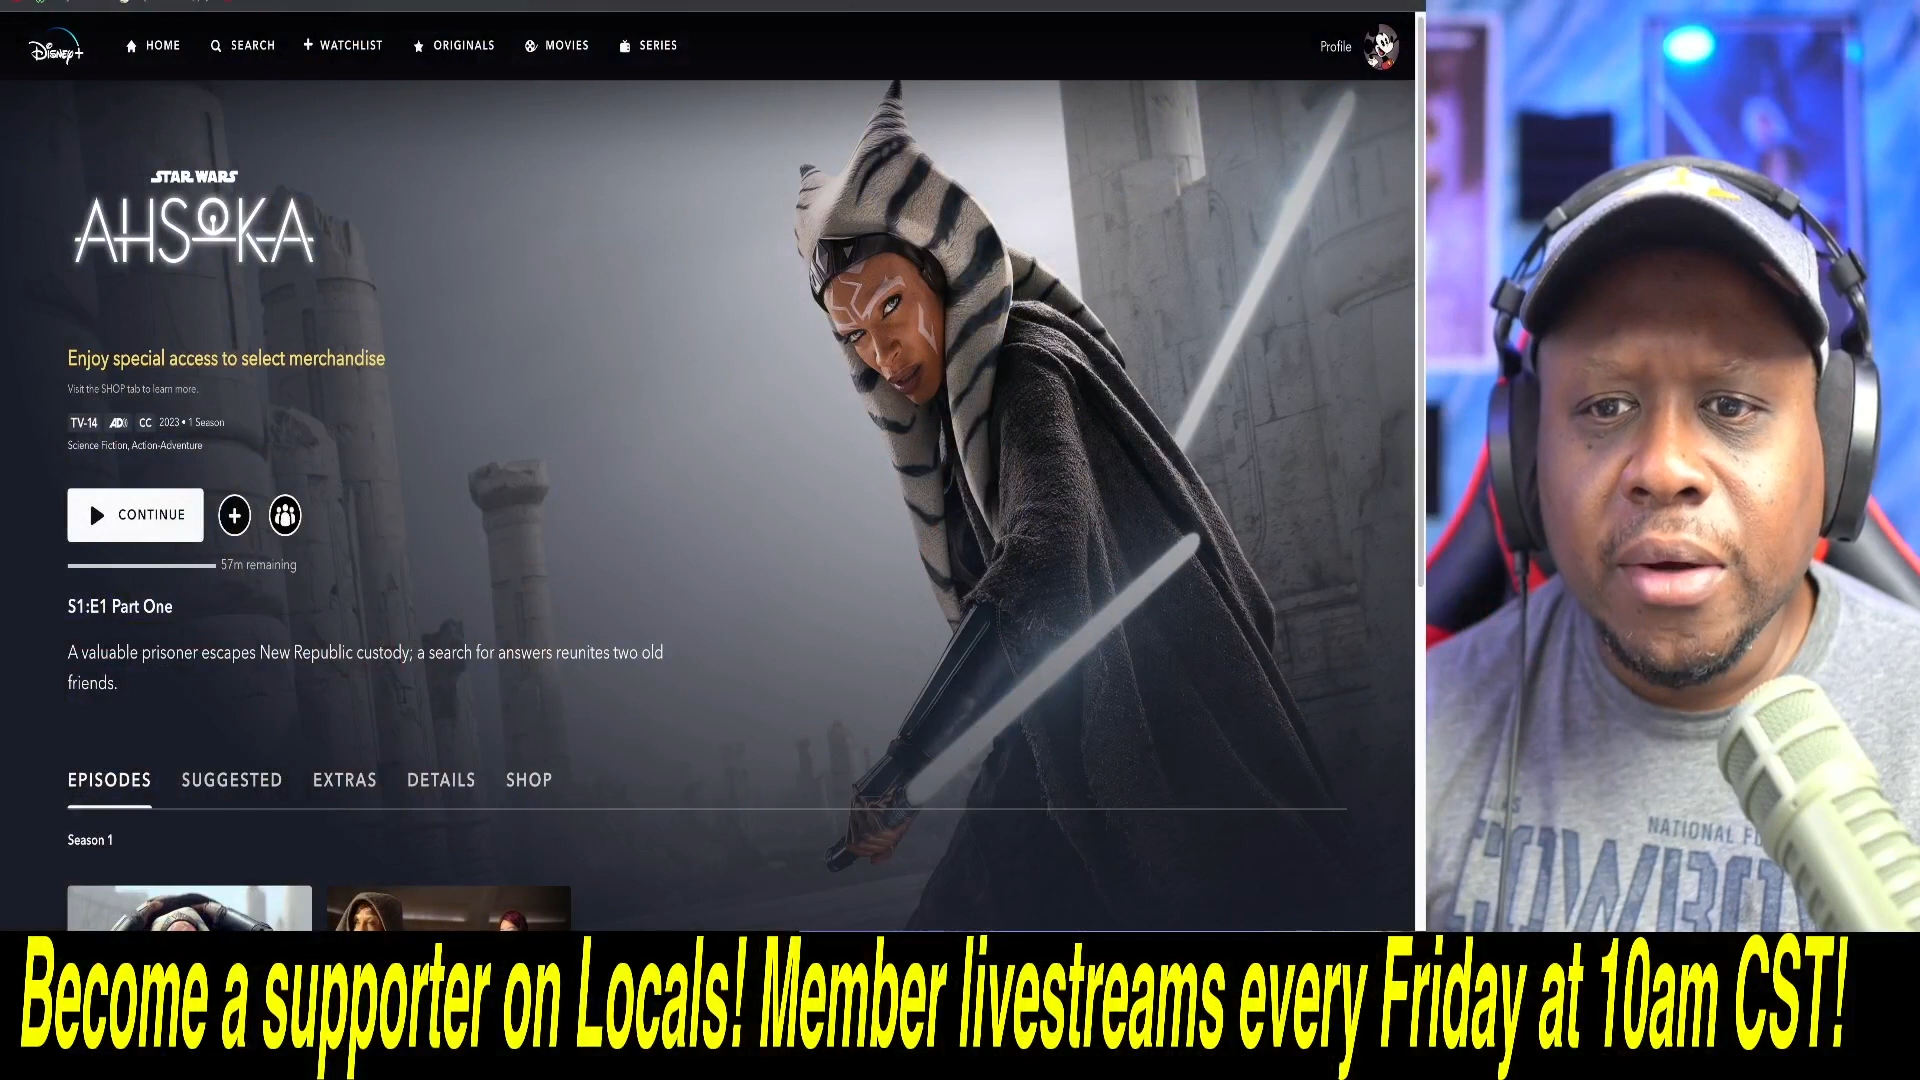 Disney+
HOME
SEARCH
WATCHLIST
ORIGINALS
MOVIES
SERIES
Profile
STAR WARS
AHSOKA
Enjoy special access to select merchandise
Visit the SHOP tab to learn more.
TV-14 AD CC 2023 • 1 Season
Science Fiction, Action-Adventure
CONTINUE
57m remaining
S1:E1 Part One
A valuable prisoner escapes New Republic custody; a search for answers reunites two old
friends.
EPISODES SUGGESTED EXTRAS DETAILS SHOP
Season 1
NATIONAL
Become a supporter on Locals! Member livestreams every Friday at 10am CST!